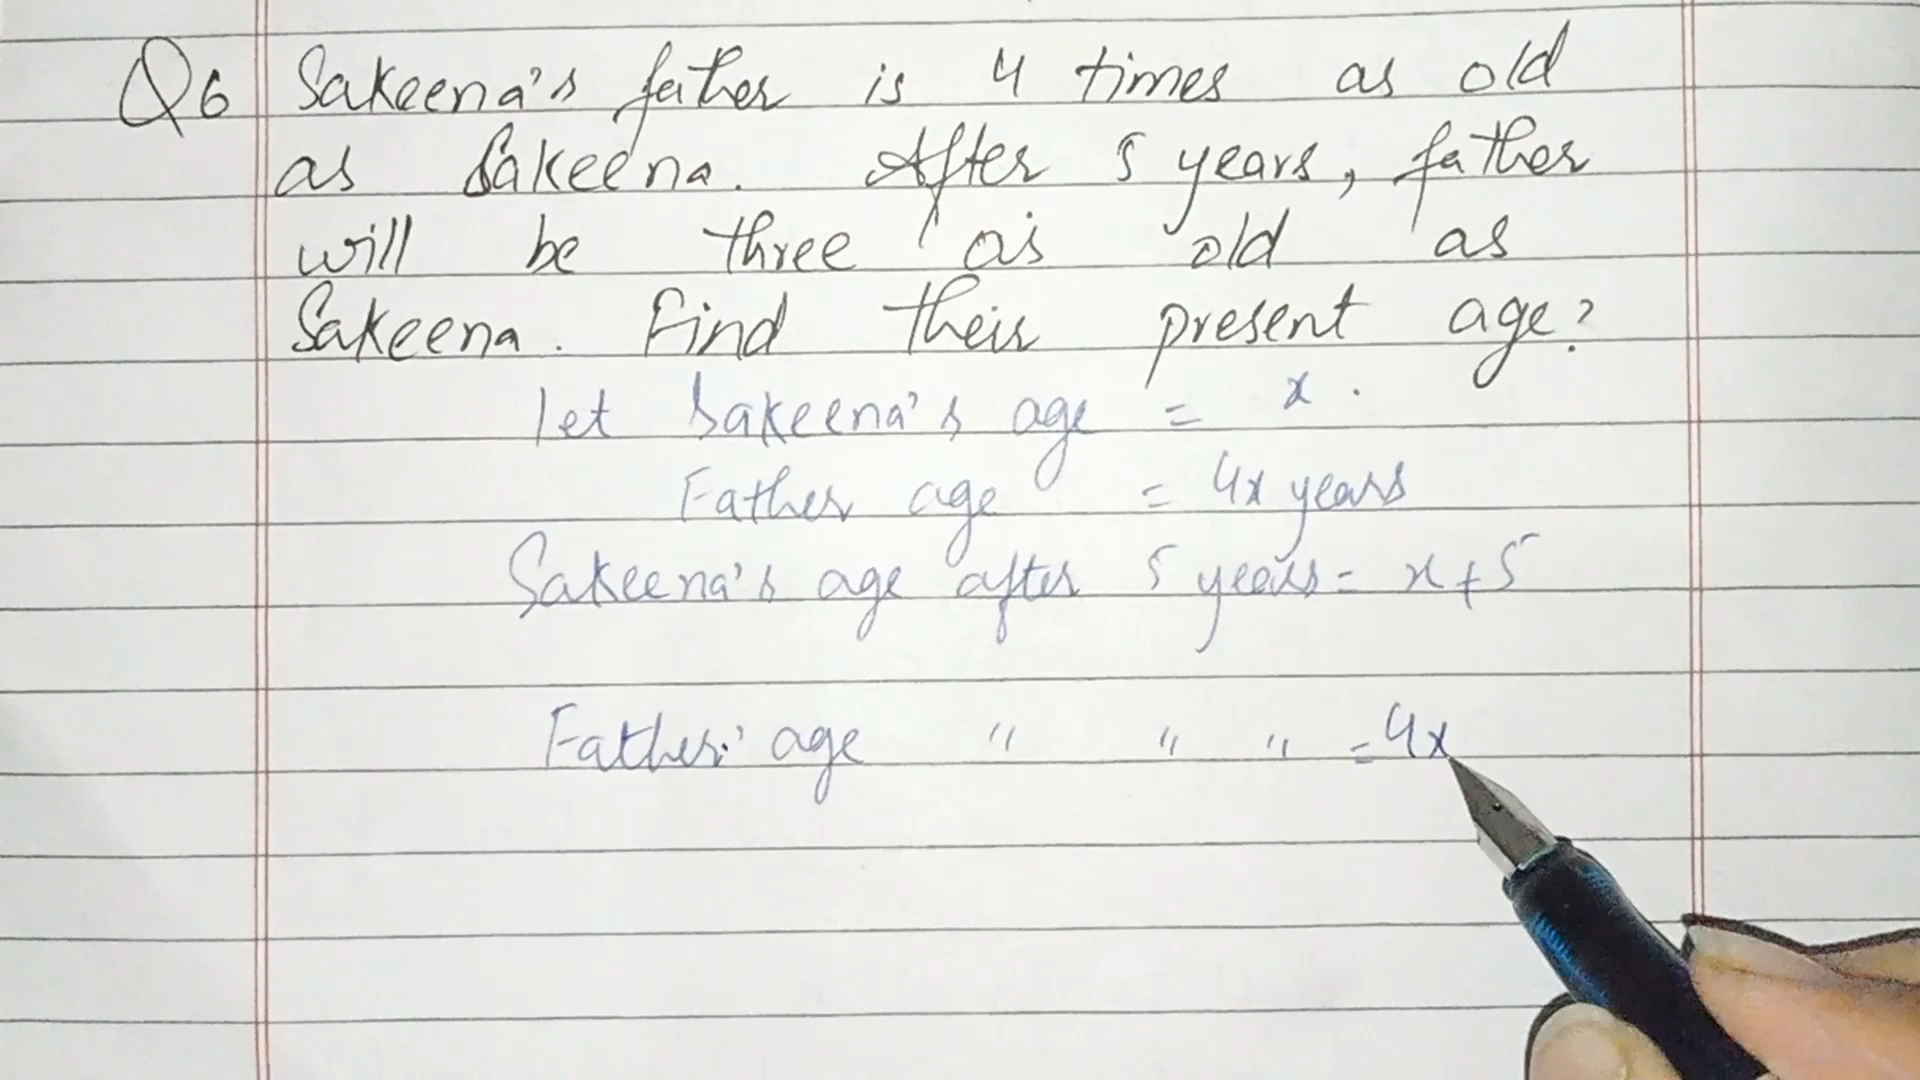 Q6 Sakeena's father is 4 times as old
as Sakeena. After 5 years, father
will be three as old as
Sakeena. Find their present age?
let Sakeena's age = x.
Father age = 4x years
Sakeena's age after 5 years = x+5
Father's age " " " = 4x